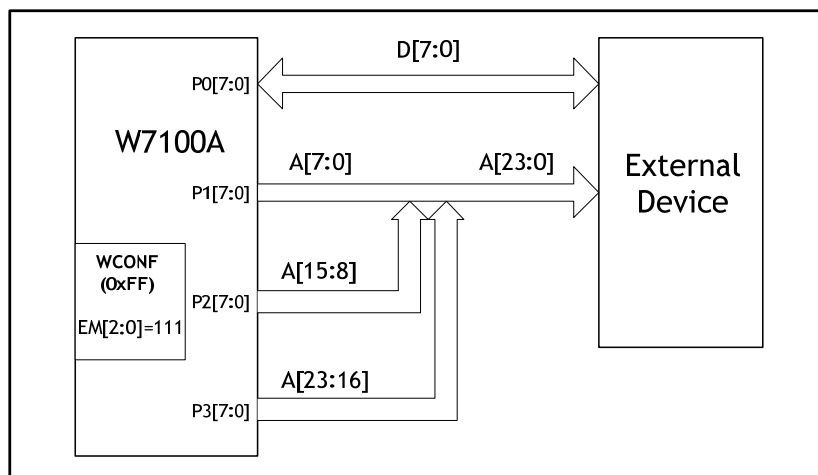 D[7:0]
P0[7:0]
W7100A
A[7:0]
A[23:0]
External
Device
P1[7:0]
WCONF
(0xFF)
EM[2:0]=111
A[15:8]
P2[7:0]
A[23:16]
P3[7:0]